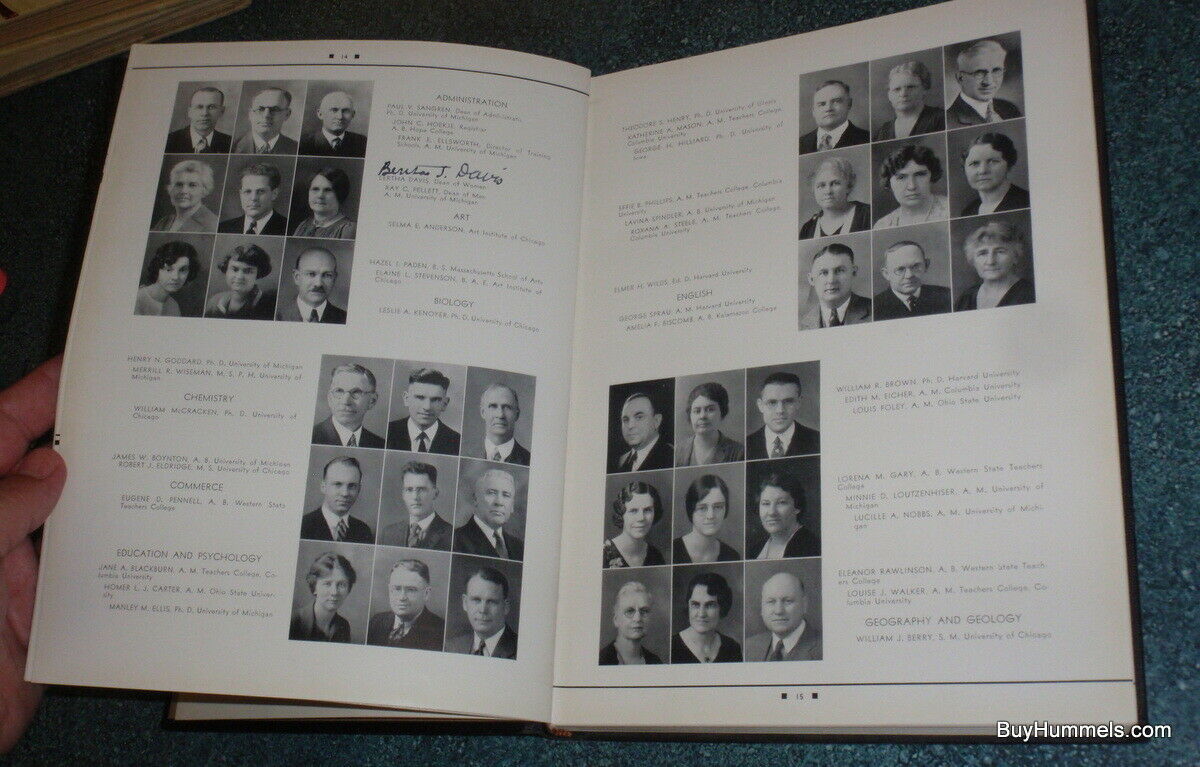 14
ADMINISTRATION
PAUL V. SANGREN, Dean of Administratic
Ph. D. University of Michigan
JOHN C. HOEKJE, Registrar
A. B. Hope College
FRANK E. ELLSWORTH, Director of Training
Schools, A. M. University of Michigan
Bertha S. Davis
BERTHA DAVIS, Dean of Women
RAY C. PELLETT, Dean of Men
A. M. University of Michigan
ART
SELMA E. ANDERSON, Art Institute of Chicago
HAZEL I. PADEN, B. S. Massachusetts School of Arts
ELAINE L. STEVENSON, B. A. E. Art Institute of
Chicago
BIOLOGY
LESLIE A. KENOYER, Ph. D. University of Chicago
HENRY N. GODDARD, Ph. D. University of Michigan
MERRILL R. WISEMAN, M. S. P. H. University of
Michigan
CHEMISTRY
WILLIAM McCRACKEN, Ph. D. University of
Chicago
JAMES W. BOYNTON, A. B. University of Michigan
ROBERT J. ELDRIDGE, M. S. University of Chicago
COMMERCE
EUGENE D. PENNELL, A. B. Western State
Teachers College
EDUCATION AND PSYCHOLOGY
JANE A. BLACKBURN, A. M. Teachers College, Co-
lumbia University
HOMER L. J. CARTER, A. M. Ohio State Univer-
sity
MANLEY M. ELLIS, Ph. D. University of Michigan
THEODORE S. HENRY, Ph. D. University of Illinois
KATHERINE A. MASON, A. M. Teachers College
Columbia University
GEORGE H. HILLIARD, Ph. D. University of
Iowa
EFFIE B. PHILLIPS, A. M. Teachers College, Columbia
University
LAVINA SPINDLER, A. B. University of Michigan
ROXANA A. STEELE, A. M. Teachers College,
Columbia University
ELMER H. WILDS, Ed. D. Harvard University
ENGLISH
GEORGE SPRAU, A. M. Harvard University
AMELIA F. BISCOMB, A. B. Kalamazoo College
WILLIAM R. BROWN, Ph. D. Harvard University
EDITH M. EICHER, A. M. Columbia University
LOUIS FOLEY, A. M. Ohio State University
LORENA M. GARY, A. B. Western State Teachers
College
MINNIE D. LOUTZENHISER, A. M. University of
Michigan
LUCILLE A. NOBBS, A. M. University of Michi-
gan
ELEANOR RAWLINSON, A. B. Western State Teach-
ers College
LOUISE J. WALKER, A. M. Teachers College, Co-
lumbia University
GEOGRAPHY AND GEOLOGY
WILLIAM J. BERRY, S. M. University of Chicago
15
BuyHummels.com